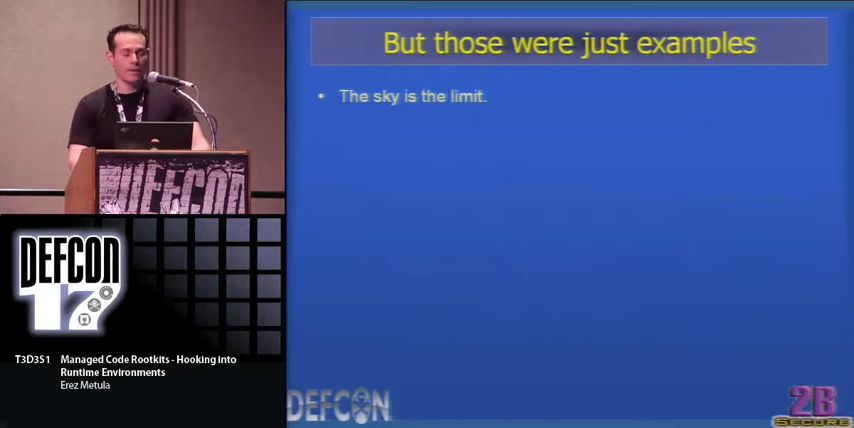 But those were just examples
• The sky is the limit.
DEFCON
DEFCON
17
T3D3S1 Managed Code Rootkits - Hooking into
Runtime Environments
Erez Metula
DEFCON
2B
SECURE